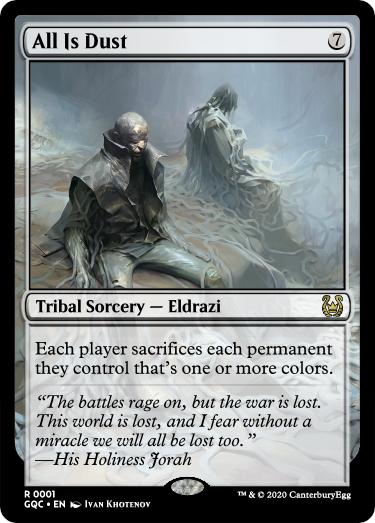 All Is Dust 7
Tribal Sorcery — Eldrazi
Each player sacrifices each permanent
they control that's one or more colors.
“The battles rage on, but the war is lost.
This world is lost, and I fear without a
miracle we will all be lost too.”
—His Holiness Jorah
R 0001
GQC • EN Ivan Khotenov ™ & © 2020 CanterburyEgg